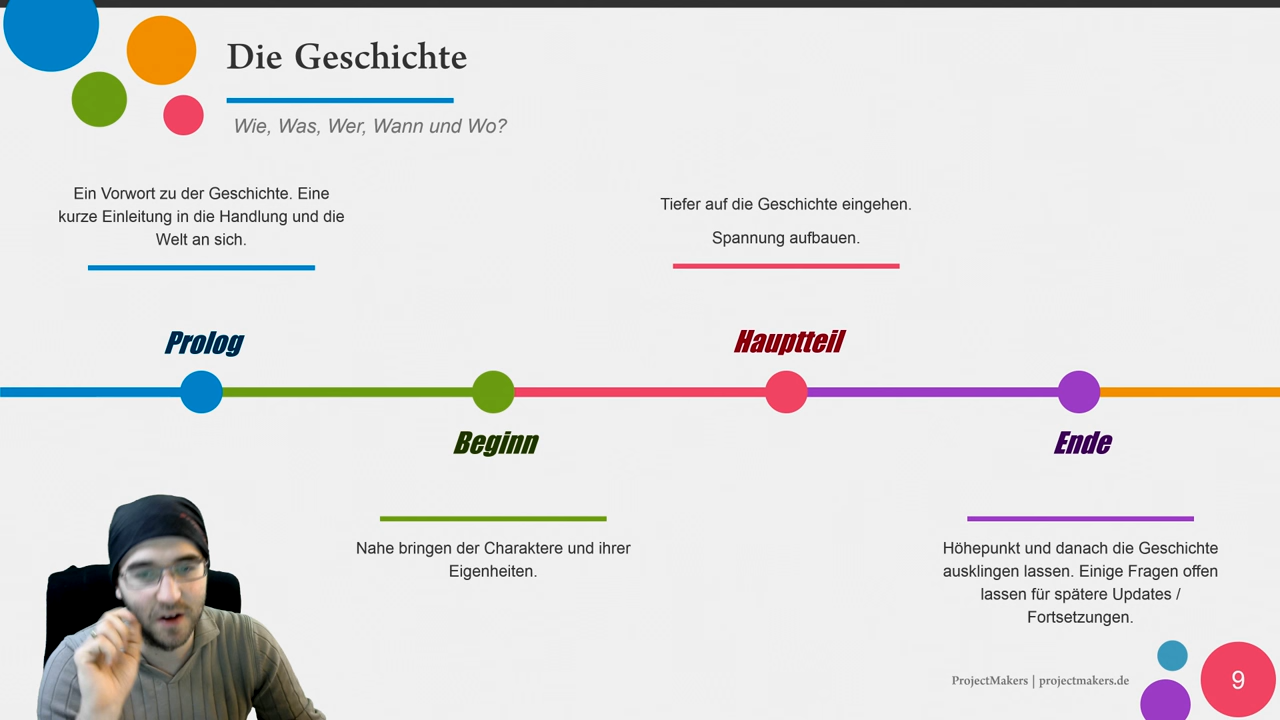 Die Geschichte
Wie, Was, Wer, Wann und Wo?
Ein Vorwort zu der Geschichte. Eine
kurze Einleitung in die Handlung und die
Welt an sich.
Tiefer auf die Geschichte eingehen.
Spannung aufbauen.
Prolog
Hauptteil
Beginn
Ende
Nahe bringen der Charaktere und ihrer
Eigenheiten.
Höhepunkt und danach die Geschichte
ausklingen lassen. Einige Fragen offen
lassen für spätere Updates /
Fortsetzungen.
ProjectMakers | projectmakers.de
9